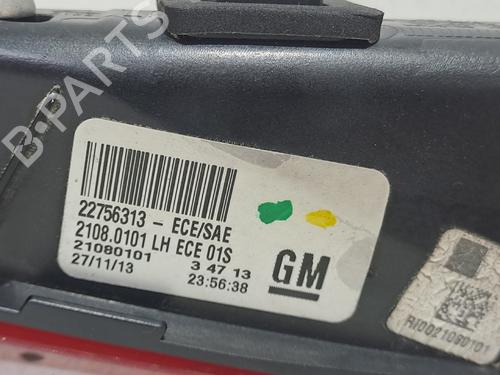 B-PARTS
22756313 - ECE/SAE
2108.0101 LH ECE 01S
21080101 3 47 13
27/11/13 23:56:38
GM
RI0021080101